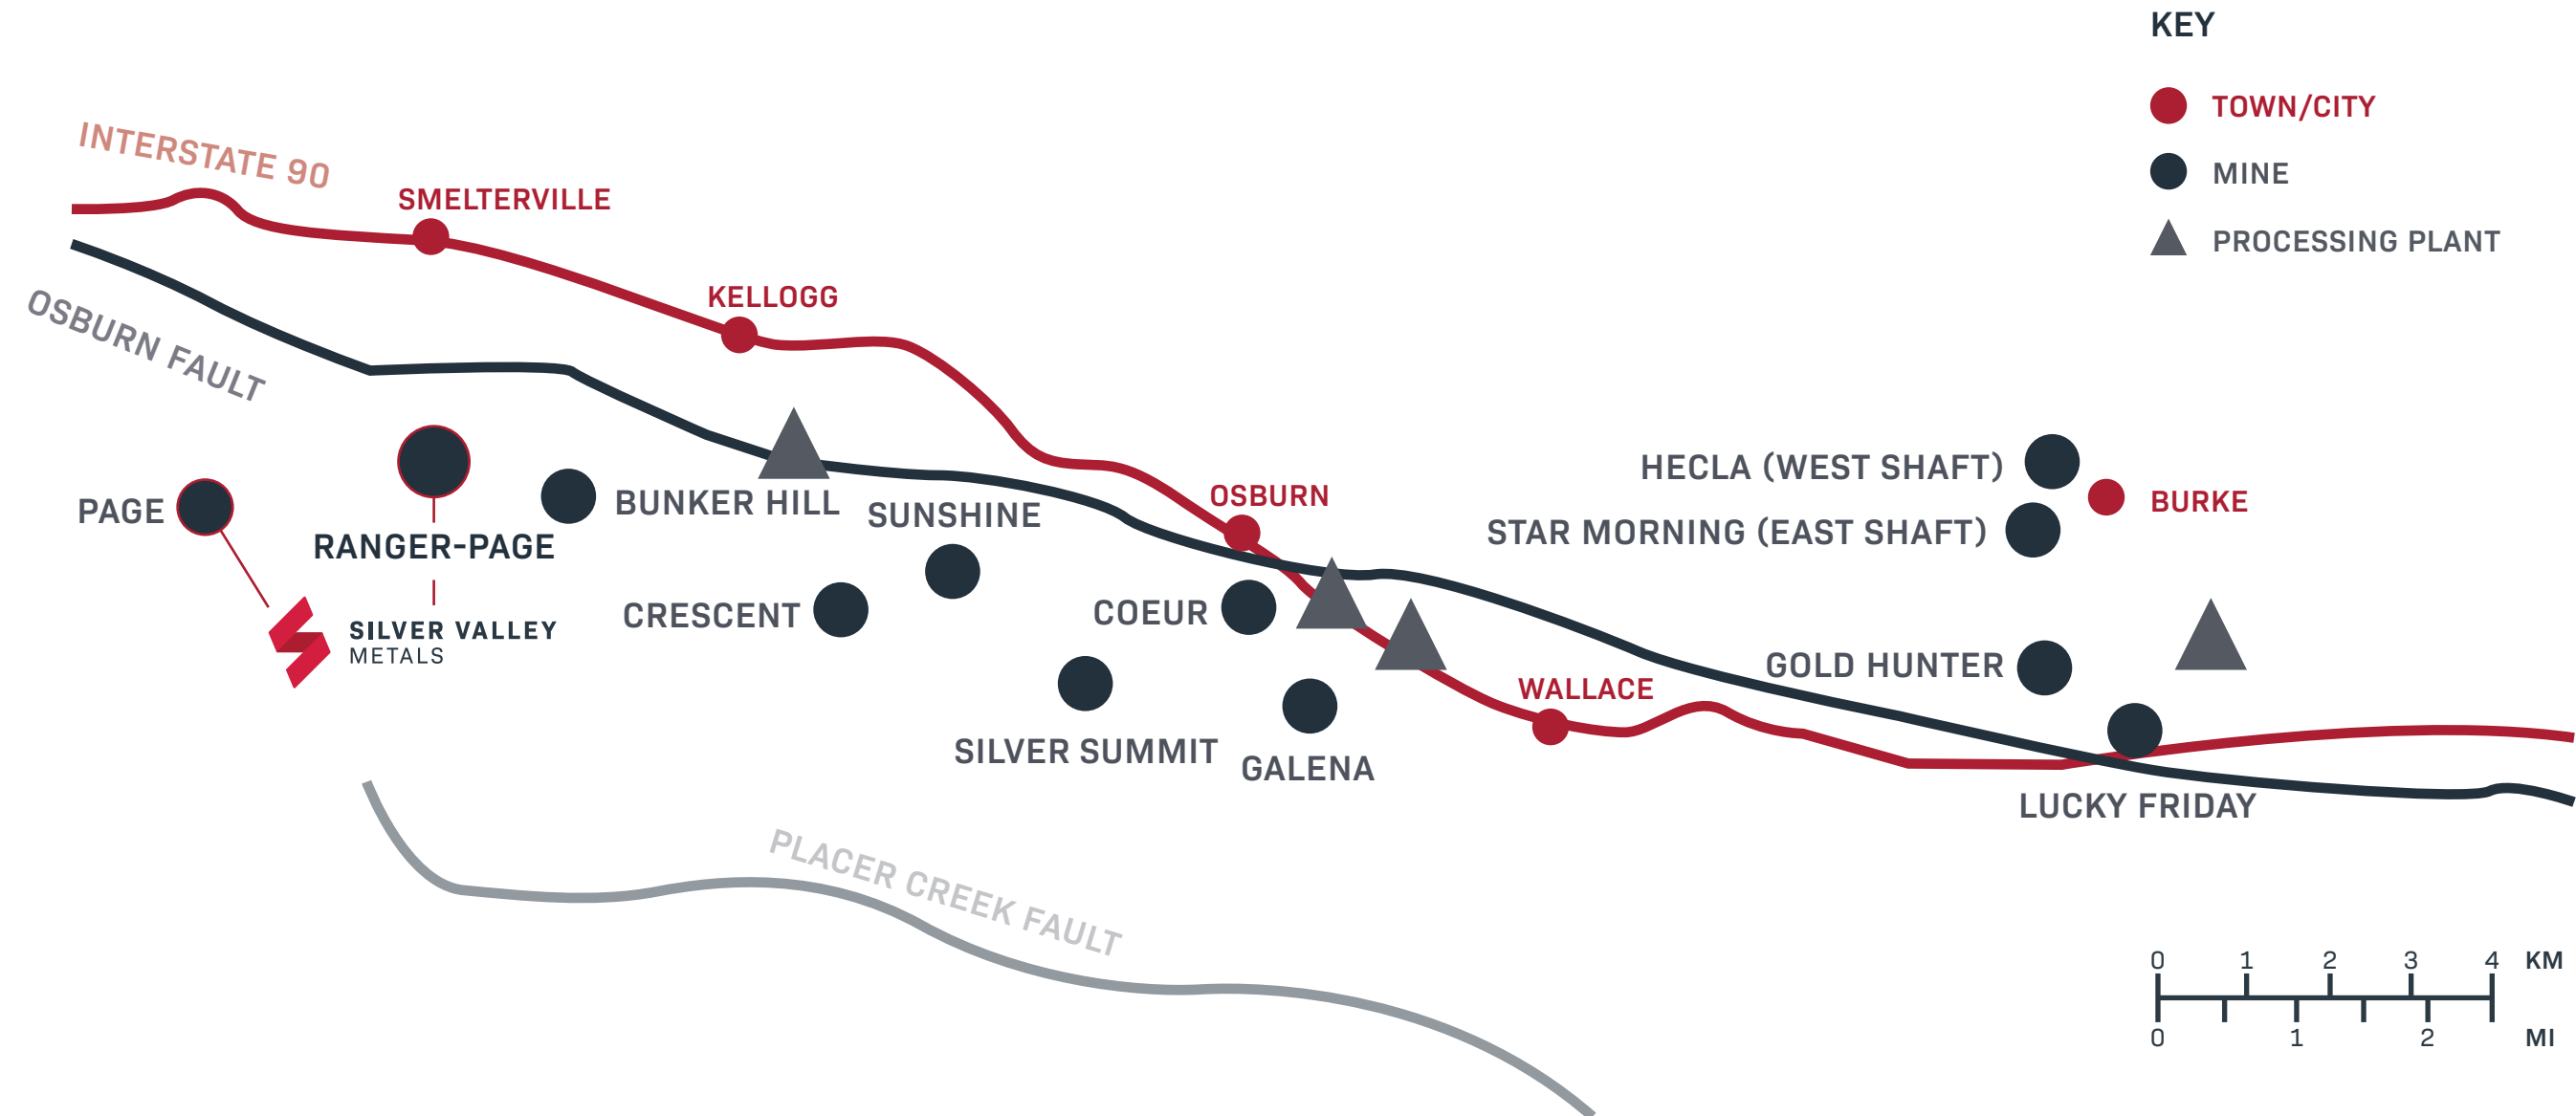 KEY
TOWN/CITY
MINE
PROCESSING PLANT
INTERSTATE 90
SMELTERVILLE
KELLOGG
OSBURN FAULT
PAGE
RANGER-PAGE
SILVER VALLEY
METALS
BUNKER HILL
SUNSHINE
CRESCENT
OSBURN
COEUR
SILVER SUMMIT
GALENA
WALLACE
HECLA (WEST SHAFT)
BURKE
STAR MORNING (EAST SHAFT)
GOLD HUNTER
LUCKY FRIDAY
PLACER CREEK FAULT
0 1 2 3 4 KM
0 1 2 MI